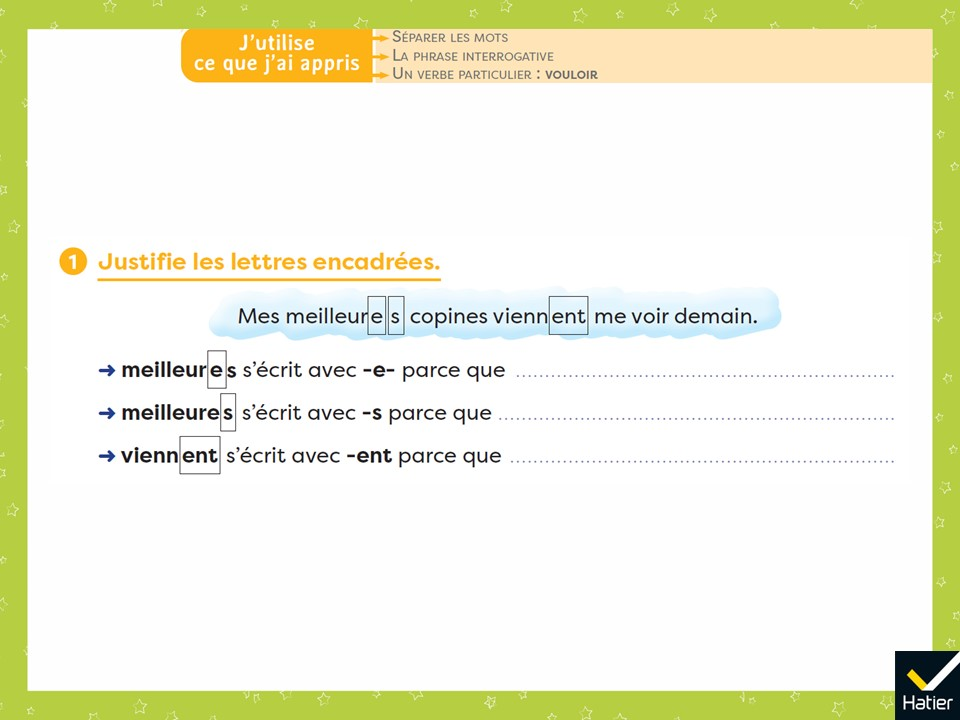 J'utilise
ce que j'ai appris
➔ SÉPARER LES MOTS
➔ LA PHRASE INTERROGATIVE
➔ UN VERBE PARTICULIER : VOULOIR
1 Justifie les lettres encadrées.
Mes meilleures copines viennent me voir demain.
➜ meilleures s'écrit avec -e- parce que ................................................................
➜ meilleures s'écrit avec -s parce que ................................................................
➜ viennent s'écrit avec -ent parce que ................................................................
Hatier